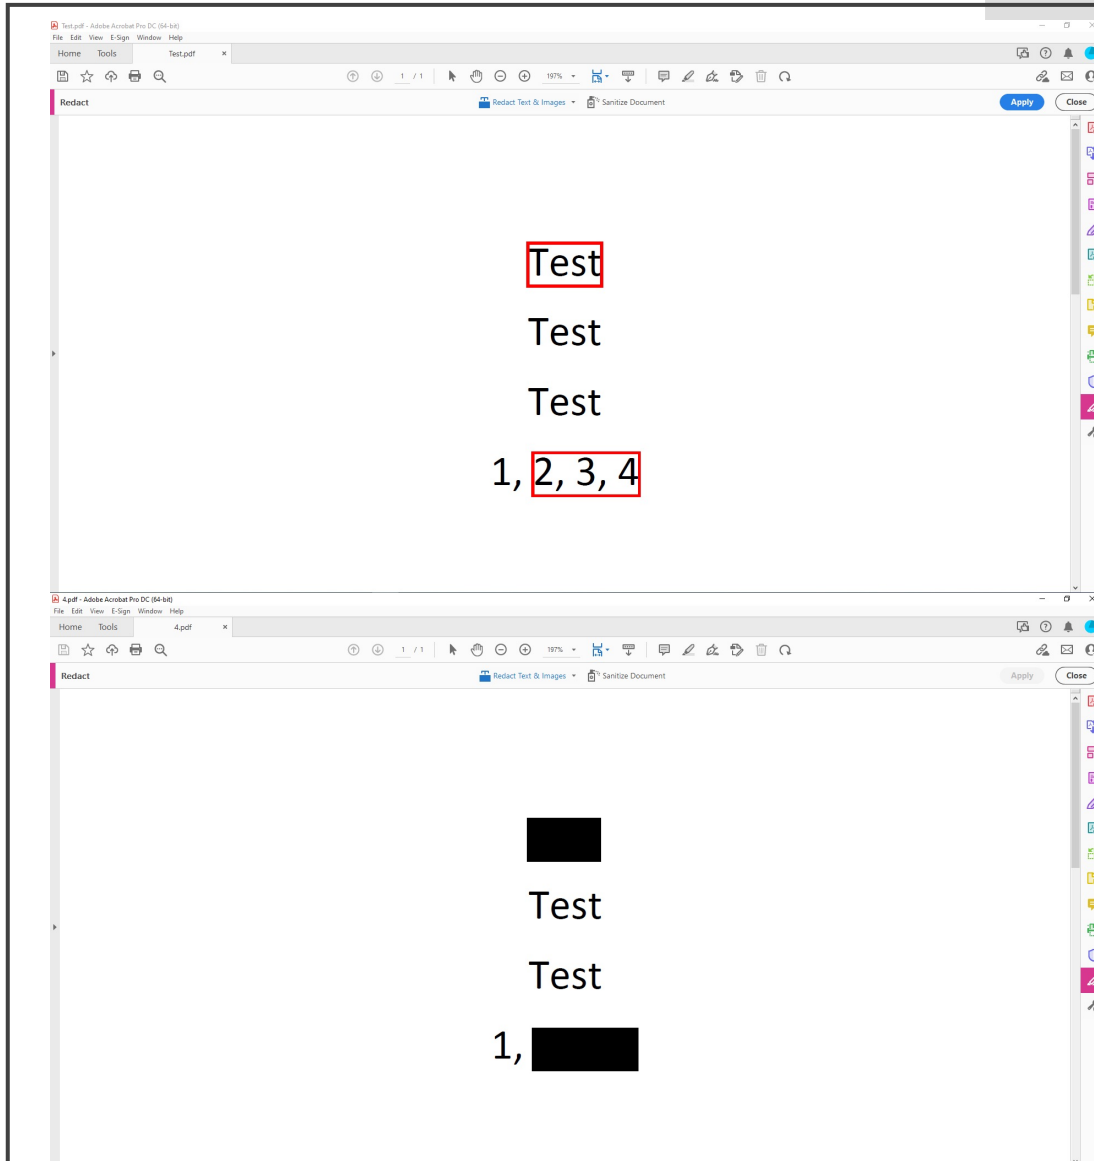 Test.pdf - Adobe Acrobat Pro DC (64-bit)
File Edit View E-Sign Window Help
Home Tools Test.pdf ×
1 / 1 197%
Redact Redact Text & Images Sanitize Document Apply Close
Test
Test
Test
1, 2, 3, 4
4.pdf - Adobe Acrobat Pro DC (64-bit)
File Edit View E-Sign Window Help
Home Tools 4.pdf ×
1 / 1 197%
Redact Redact Text & Images Sanitize Document Apply Close
Test
Test
1,